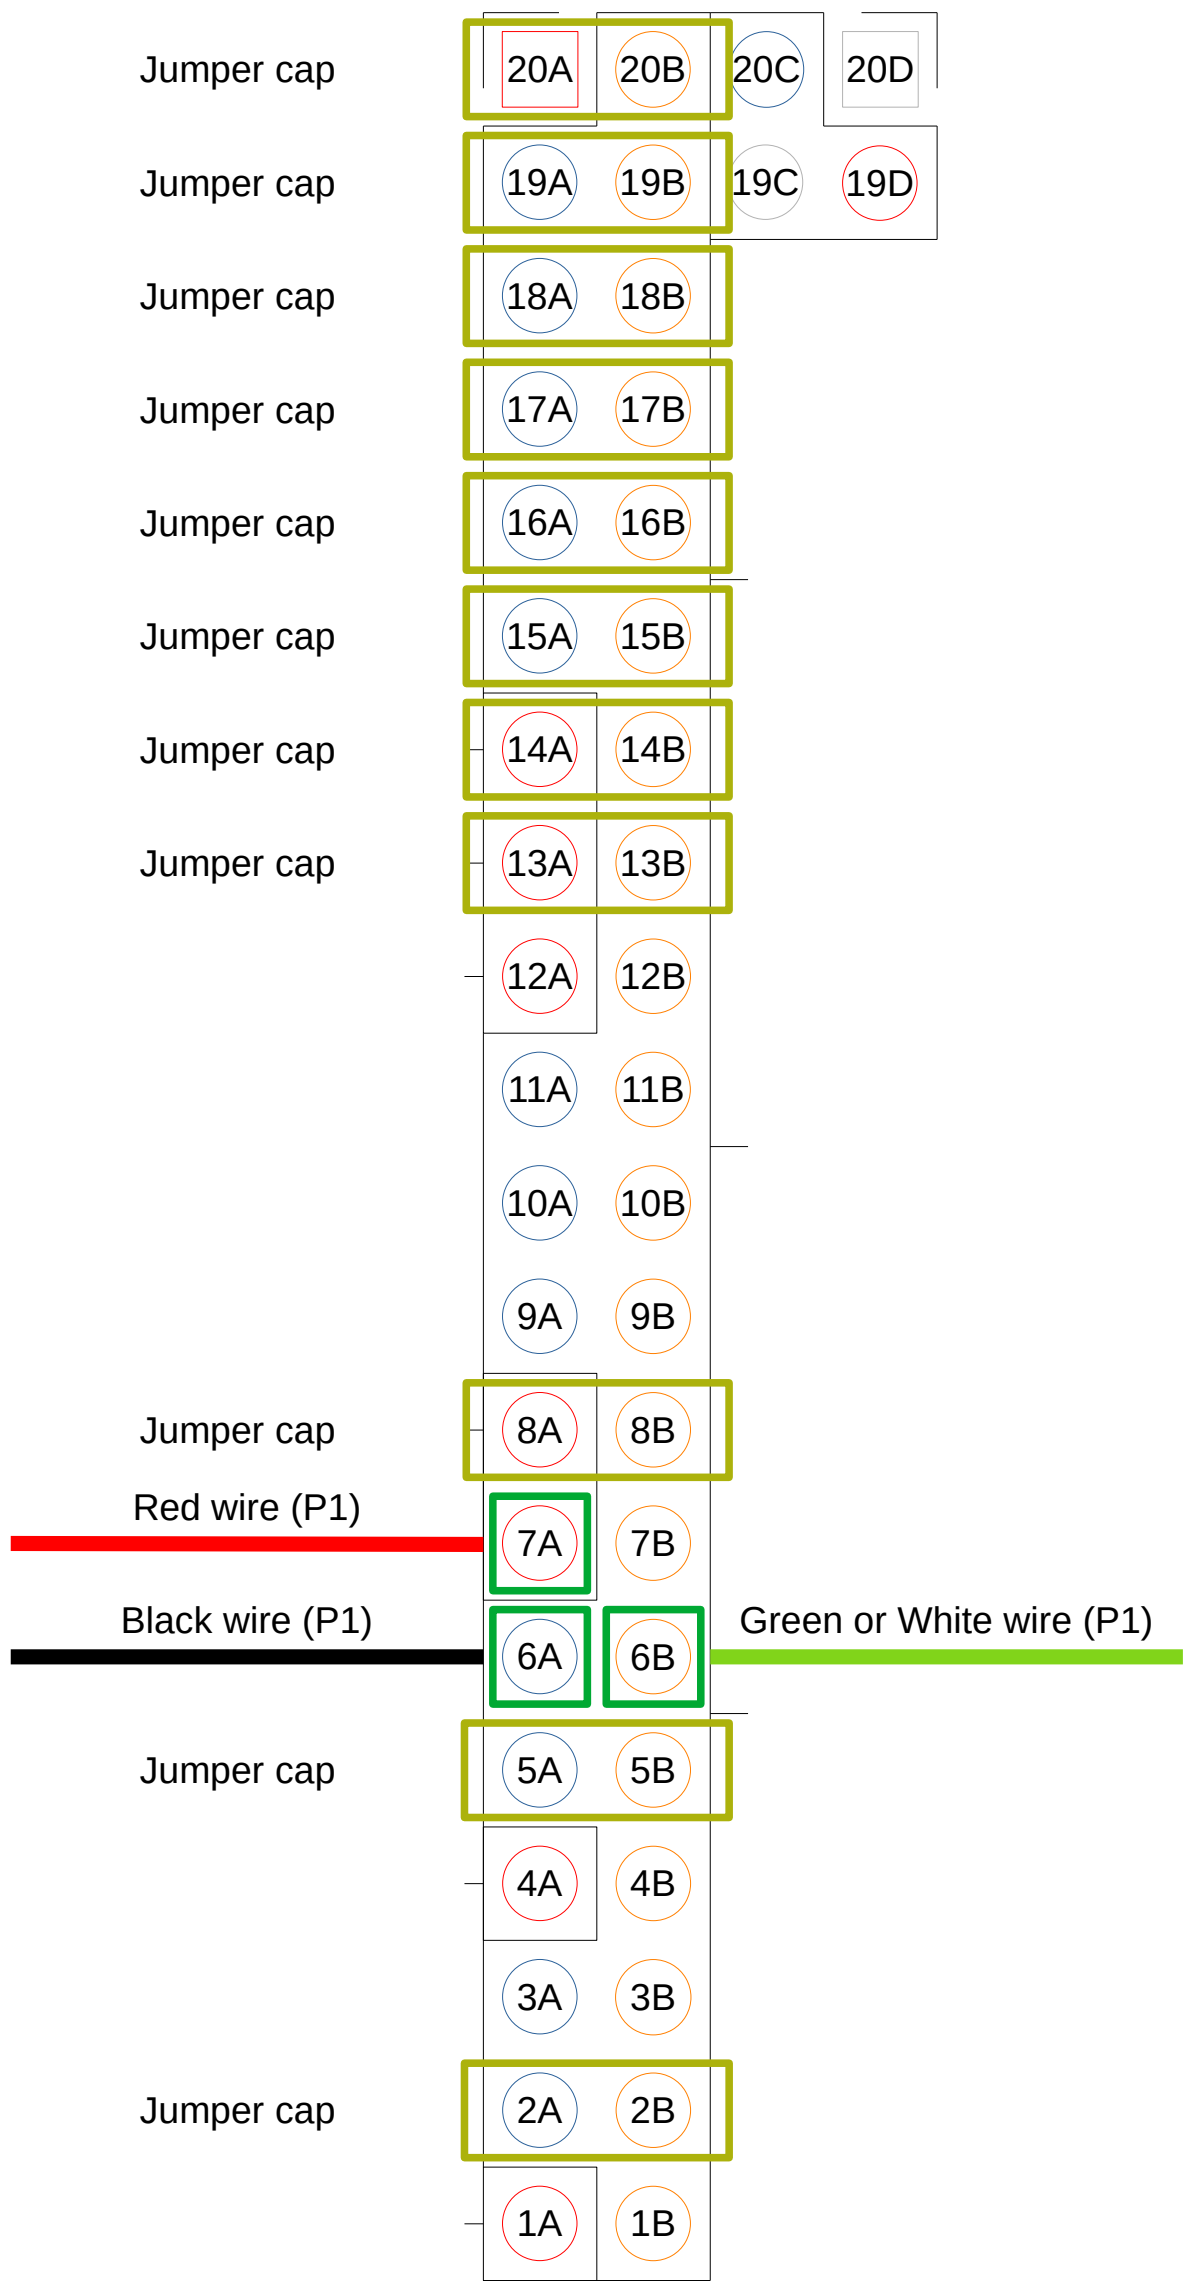 Jumper cap 20A 20B 20C 20D
Jumper cap 19A 19B 19C 19D
Jumper cap 18A 18B
Jumper cap 17A 17B
Jumper cap 16A 16B
Jumper cap 15A 15B
Jumper cap 14A 14B
Jumper cap 13A 13B
12A 12B
11A 11B
10A 10B
9A 9B
Jumper cap 8A 8B
Red wire (P1)
7A 7B
Black wire (P1) Green or White wire (P1)
6A 6B
Jumper cap 5A 5B
4A 4B
3A 3B
Jumper cap 2A 2B
1A 1B